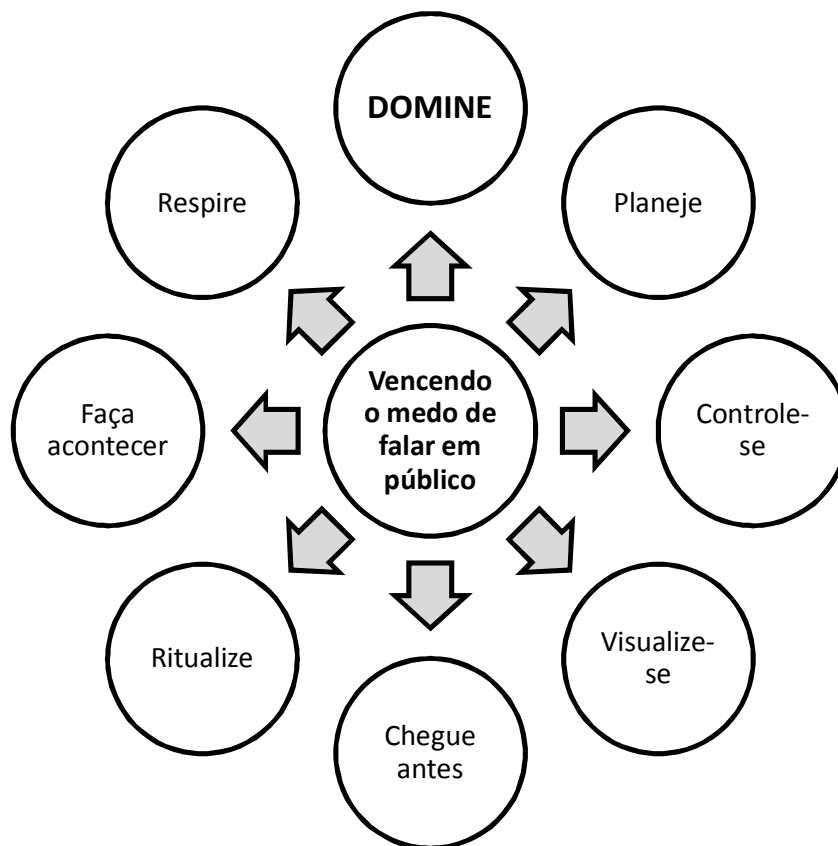 DOMINE
Respire
Planeje
Vencendo
o medo de
falar em
público
Faça
acontecer
Controle-
se
Ritualize
Visualize-
se
Chegue
antes